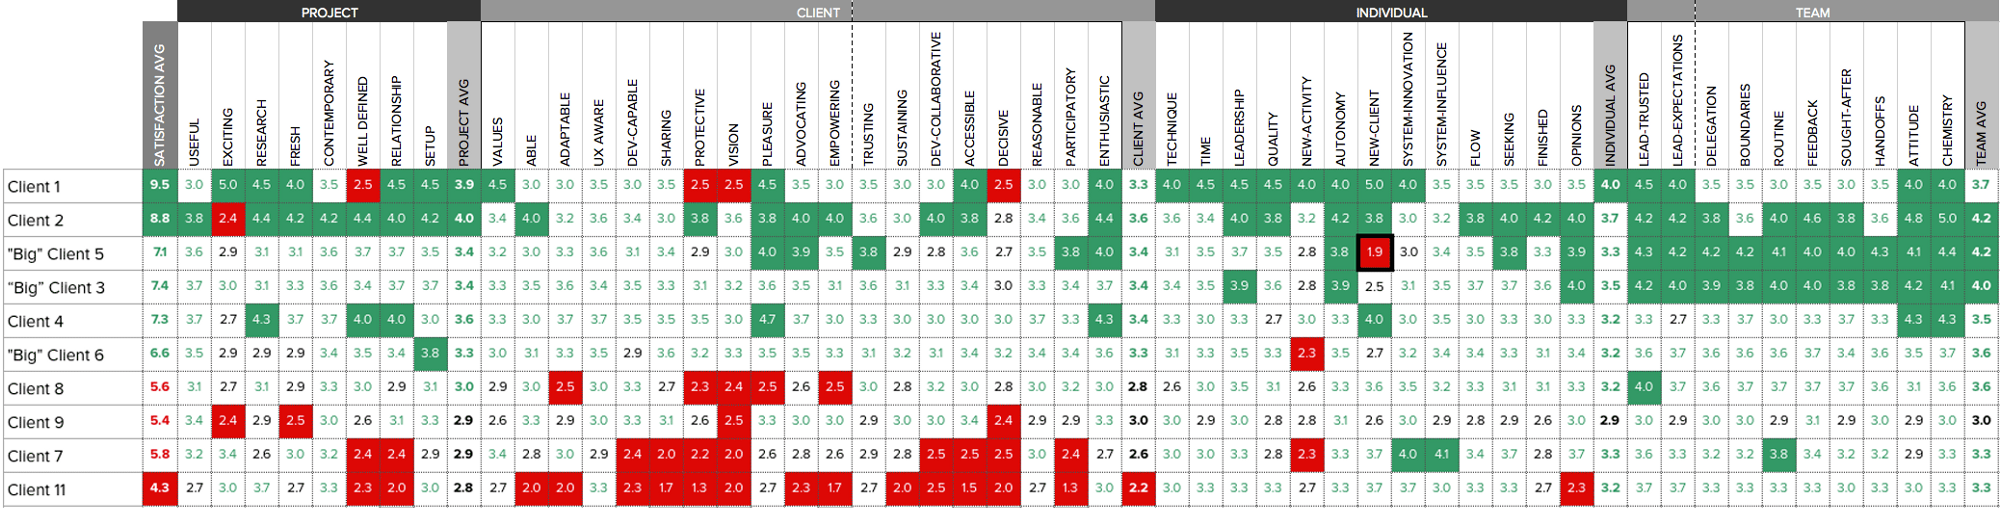 PROJECT CLIENT INDIVIDUAL TEAM
SATISFACTION AVG USEFUL EXCITING RESEARCH FRESH CONTEMPORARY WELL DEFINED RELATIONSHIP SETUP PROJECT AVG VALUES ABLE ADAPTABLE UX AWARE DEV-CAPABLE SHARING PROTECTIVE VISION PLEASURE ADVOCATING EMPOWERING TRUSTING SUSTAINING DEV-COLLABORATIVE ACCESSIBLE DECISIVE REASONABLE PARTICIPATORY ENTHUSIASTIC CLIENT AVG TECHNIQUE TIME LEADERSHIP QUALITY NEW-ACTIVITY AUTONOMY NEW-CLIENT SYSTEM-INNOVATION SYSTEM-INFLUENCE FLOW SEEKING FINISHED OPINIONS INDIVIDUAL AVG LEAD-TRUSTED LEAD-EXPECTATIONS DELEGATION BOUNDARIES ROUTINE FEEDBACK SOUGHT-AFTER HANDOFFS ATTITUDE CHEMISTRY TEAM AVG
Client 1 9.5 3.0 5.0 4.5 4.0 3.5 2.5 4.5 4.5 3.9 4.5 3.0 3.0 3.5 3.0 3.5 2.5 2.5 4.5 3.5 3.0 3.5 3.0 3.0 4.0 2.5 3.0 3.0 4.0 3.3 4.0 4.5 4.5 4.5 4.0 4.0 5.0 4.0 3.5 3.5 3.5 3.0 3.5 4.0 4.5 4.0 3.5 3.5 3.0 3.5 3.0 3.5 4.0 4.0 3.7
Client 2 8.8 3.8 2.4 4.4 4.2 4.2 4.4 4.0 4.2 4.0 3.4 4.0 3.2 3.6 3.4 3.0 3.8 3.6 3.8 4.0 4.0 3.6 3.0 4.0 3.8 2.8 3.4 3.6 4.4 3.6 3.6 3.4 4.0 3.8 3.2 4.2 3.8 3.0 3.2 3.8 4.0 4.2 4.0 3.7 4.2 4.2 3.8 3.6 4.0 4.6 3.8 3.6 4.8 5.0 4.2
"Big" Client 5 7.1 3.6 2.9 3.1 3.1 3.6 3.7 3.7 3.5 3.4 3.2 3.0 3.3 3.6 3.1 3.4 2.9 3.0 4.0 3.9 3.5 3.8 2.9 2.8 3.6 2.7 3.5 3.8 4.0 3.4 3.1 3.5 3.7 3.5 2.8 3.8 1.9 3.0 3.4 3.5 3.8 3.3 3.9 3.3 4.3 4.2 4.2 4.2 4.1 4.0 4.0 4.3 4.1 4.4 4.2
"Big" Client 3 7.4 3.7 3.0 3.1 3.3 3.6 3.4 3.7 3.7 3.4 3.3 3.5 3.6 3.4 3.5 3.3 3.1 3.2 3.6 3.5 3.1 3.6 3.1 3.3 3.4 3.0 3.3 3.4 3.7 3.4 3.4 3.3 3.9 3.6 2.8 3.9 2.5 3.1 3.5 3.7 3.7 3.6 4.0 3.5 4.2 4.0 3.9 3.8 4.0 4.0 3.8 3.8 4.2 4.1 4.0
Client 4 7.3 3.7 2.7 4.3 3.7 3.7 4.0 4.0 3.0 3.6 3.3 3.0 3.7 3.7 3.5 3.5 3.5 3.0 4.7 3.7 3.0 3.3 3.0 3.0 3.0 3.0 3.7 3.3 4.3 3.4 3.3 3.0 3.3 2.7 3.0 3.3 4.0 3.0 3.5 3.0 3.3 3.0 3.3 3.2 3.3 2.7 3.3 3.7 3.0 3.3 3.7 3.3 4.3 4.3 3.5
"Big" Client 6 6.6 3.5 2.9 2.9 2.9 3.4 3.5 3.4 3.8 3.3 3.0 3.1 3.3 3.5 2.9 3.6 3.2 3.3 3.5 3.5 3.3 3.1 3.2 3.1 3.4 3.2 3.4 3.4 3.6 3.3 3.1 3.3 3.5 3.3 2.3 3.5 2.7 3.2 3.4 3.4 3.3 3.1 3.4 3.2 3.6 3.7 3.6 3.6 3.6 3.7 3.4 3.6 3.5 3.7 3.6
Client 8 5.6 3.1 2.7 3.1 2.9 3.3 3.0 2.9 3.1 3.0 2.9 3.0 2.5 3.0 3.3 2.7 2.3 2.4 2.5 2.6 2.5 3.0 2.8 3.2 3.0 2.8 3.0 3.2 3.0 2.8 2.6 3.0 3.5 3.1 2.6 3.3 3.6 3.5 3.2 3.3 3.1 3.1 3.3 3.2 4.0 3.7 3.6 3.7 3.7 3.7 3.7 3.6 3.1 3.6 3.6
Client 9 5.4 3.4 2.4 2.9 2.5 3.0 2.6 3.1 3.3 2.9 2.6 3.3 2.9 3.0 3.3 3.1 2.6 2.5 3.3 3.0 3.0 2.9 3.0 3.0 3.4 2.4 2.9 2.9 3.3 3.0 3.0 2.9 3.0 2.8 2.8 3.1 2.6 3.0 2.9 2.8 2.9 2.6 3.0 2.9 3.0 2.9 3.0 3.0 2.9 3.1 2.9 3.0 2.9 3.0 3.0
Client 7 5.8 3.2 3.4 2.6 3.0 3.2 2.4 2.4 2.9 2.9 3.4 2.8 3.0 2.9 2.4 2.0 2.2 2.0 2.6 2.8 2.6 2.9 2.8 2.5 2.5 2.5 3.0 2.4 2.7 2.6 3.0 3.0 3.3 2.8 2.3 3.3 3.7 4.0 4.1 3.4 3.7 2.8 3.7 3.3 3.6 3.3 3.2 3.2 3.8 3.4 3.2 3.2 2.9 3.3 3.3
Client 11 4.3 2.7 3.0 3.7 2.7 3.3 2.3 2.0 3.0 2.8 2.7 2.0 2.0 3.3 2.3 1.7 1.3 2.0 2.7 2.3 1.7 2.7 2.0 2.5 1.5 2.0 2.7 1.3 3.0 2.2 3.0 3.3 3.3 3.3 2.7 3.3 3.7 3.7 3.0 3.3 3.3 2.7 2.3 3.2 3.7 3.7 3.3 3.3 3.3 3.0 3.3 3.3 3.0 3.3 3.3